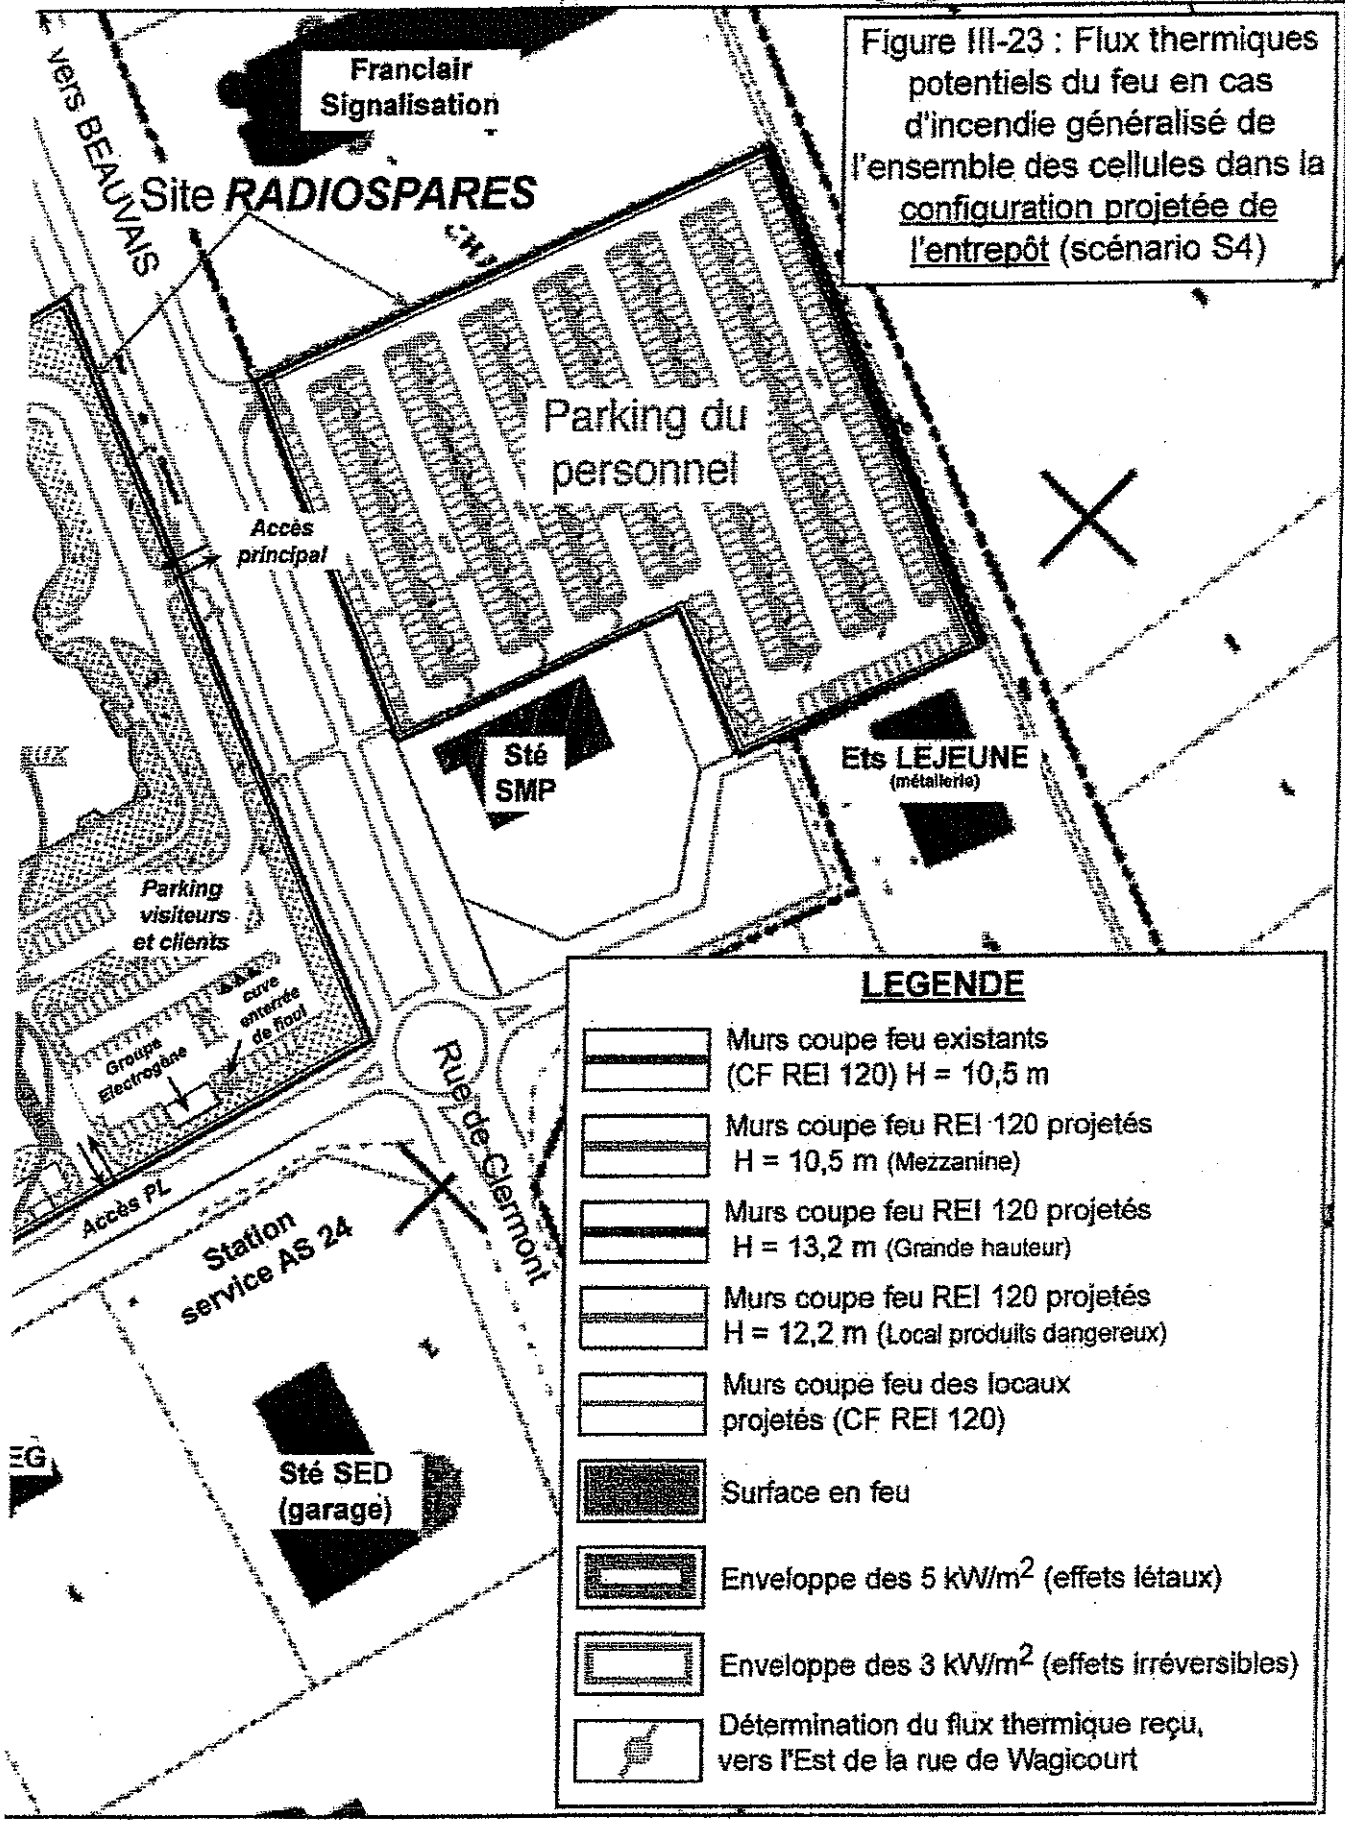 Figure III-23 : Flux thermiques
potentiels du feu en cas
d'incendie généralisé de
l'ensemble des cellules dans la
configuration projetée de
l'entrepôt (scénario S4)
vers BEAUVAIS
Franclair
Signalisation
Site RADIOSPARES
Parking du
personnel
Accès
principal
Sté
SMP
Ets LEJEUNE
(métallerie)
Parking
visiteurs
et clients
cuve
enterrée
de fioul
Groupe
Electrogène
Rue de Clermont
Accès PL
Station
service AS 24
EG
Sté SED
(garage)
LEGENDE
Murs coupe feu existants
(CF REI 120) H = 10,5 m
Murs coupe feu REI 120 projetés
H = 10,5 m (Mezzanine)
Murs coupe feu REI 120 projetés
H = 13,2 m (Grande hauteur)
Murs coupe feu REI 120 projetés
H = 12,2 m (Local produits dangereux)
Murs coupe feu des locaux
projetés (CF REI 120)
Surface en feu
Enveloppe des 5 kW/m² (effets létaux)
Enveloppe des 3 kW/m² (effets irréversibles)
Détermination du flux thermique reçu,
vers l'Est de la rue de Wagicourt